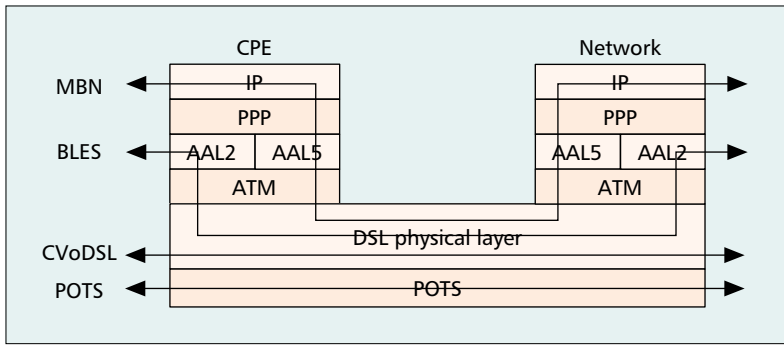 CPE Network
MBN IP IP
PPP PPP
BLES AAL2 AAL5 AAL5 AAL2
ATM ATM
DSL physical layer
CVoDSL
POTS POTS